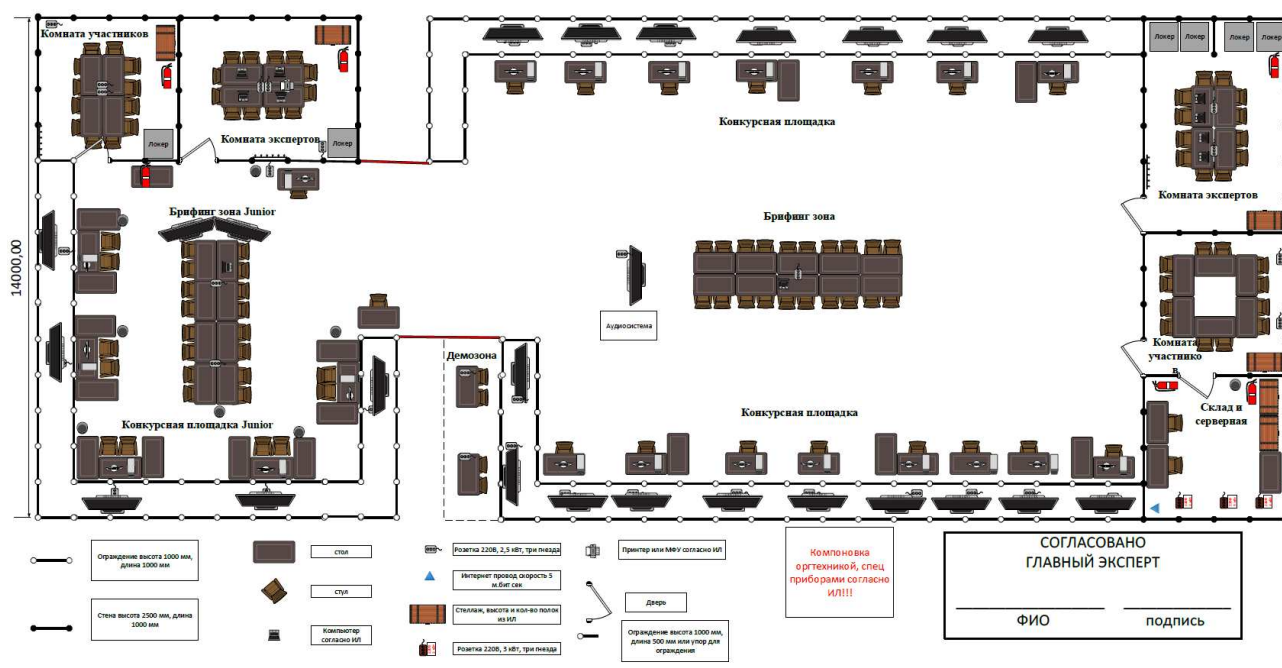 Комната участников
Комната экспертов
Локер
Локер
Конкурсная площадка
Локер
Локер
Локер
Локер
Комната экспертов
Брифинг зона Junior
Брифинг зона
14000,00
Аудиосистема
Комната
участнико
в
Демозона
Конкурсная площадка Junior
Конкурсная площадка
Склад и
серверная
Ограждение высота 1000 мм,
длина 1000 мм
Стена высота 2500 мм, длина
1000 мм
стол
стул
Компьютер
согласно ИЛ
Розетка 220В, 2,5 кВт, три гнезда
Интернет провод скорость 5
м.бит сек
Стеллаж, высота и кол-во полок
из ИЛ
Розетка 220В, 3 кВт, три гнезда
Принтер или МФУ согласно ИЛ
Дверь
Ограждение высота 1000 мм,
длина 500 мм или упор для
ограждения
Компоновка
оргтехникой, спец
приборами согласно
ИЛ!!!
СОГЛАСОВАНО
ГЛАВНЫЙ ЭКСПЕРТ
ФИО подпись